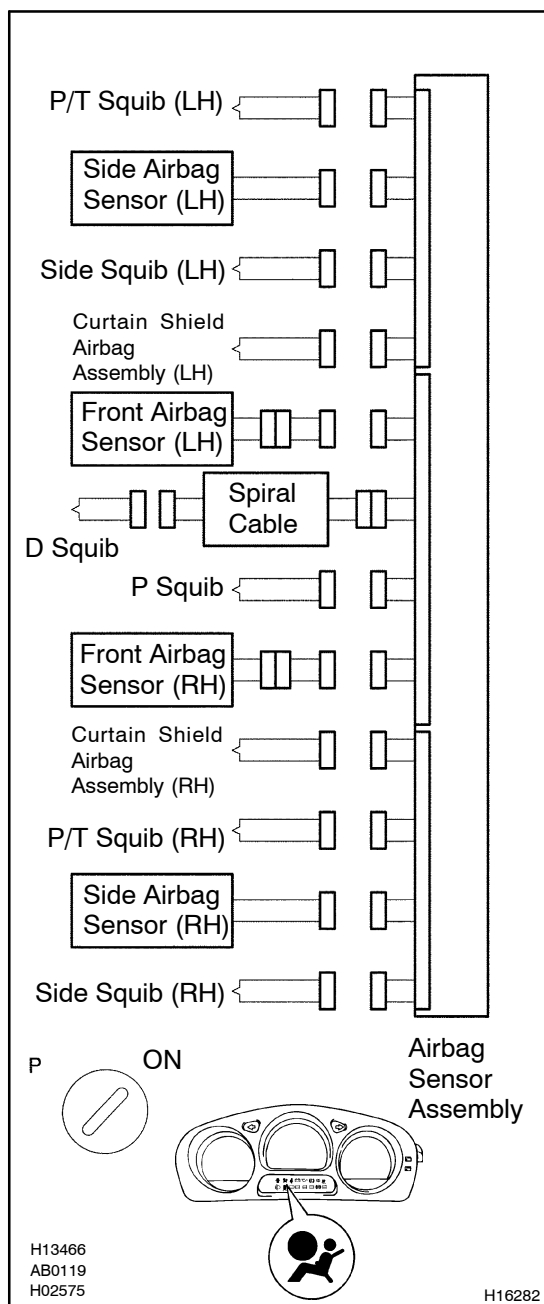 P/T Squib (LH)
Side Airbag
Sensor (LH)
Side Squib (LH)
Curtain Shield
Airbag
Assembly (LH)
Front Airbag
Sensor (LH)
Spiral
Cable
D Squib
P Squib
Front Airbag
Sensor (RH)
Curtain Shield
Airbag
Assembly (RH)
P/T Squib (RH)
Side Airbag
Sensor (RH)
Side Squib (RH)
Airbag
Sensor
Assembly
P
ON
H13466
AB0119
H02575
H16282